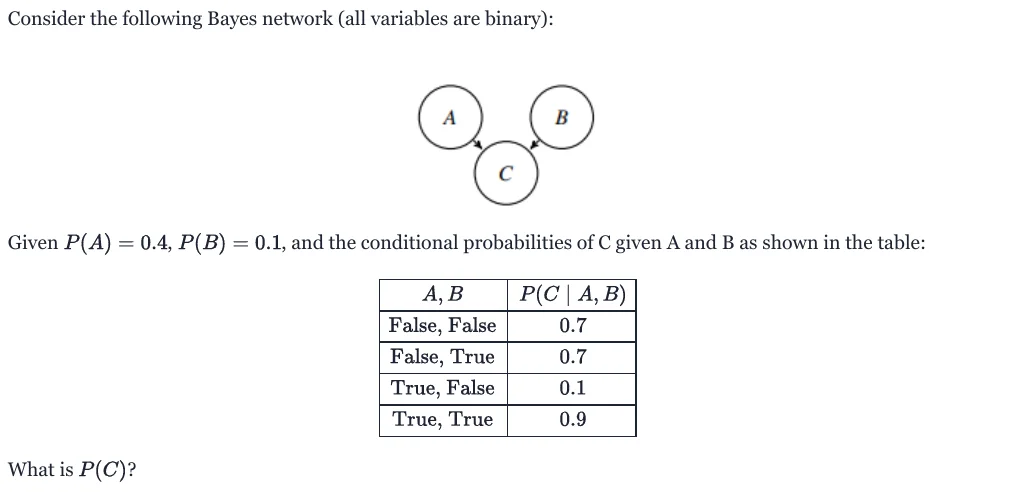 Consider the following Bayes network (all variables are binary):
A
B
C
Given P(A) = 0.4, P(B) = 0.1, and the conditional probabilities of C given A and B as shown in the table:
A, B P(C | A, B)
False, False 0.7
False, True 0.7
True, False 0.1
True, True 0.9
What is P(C)?